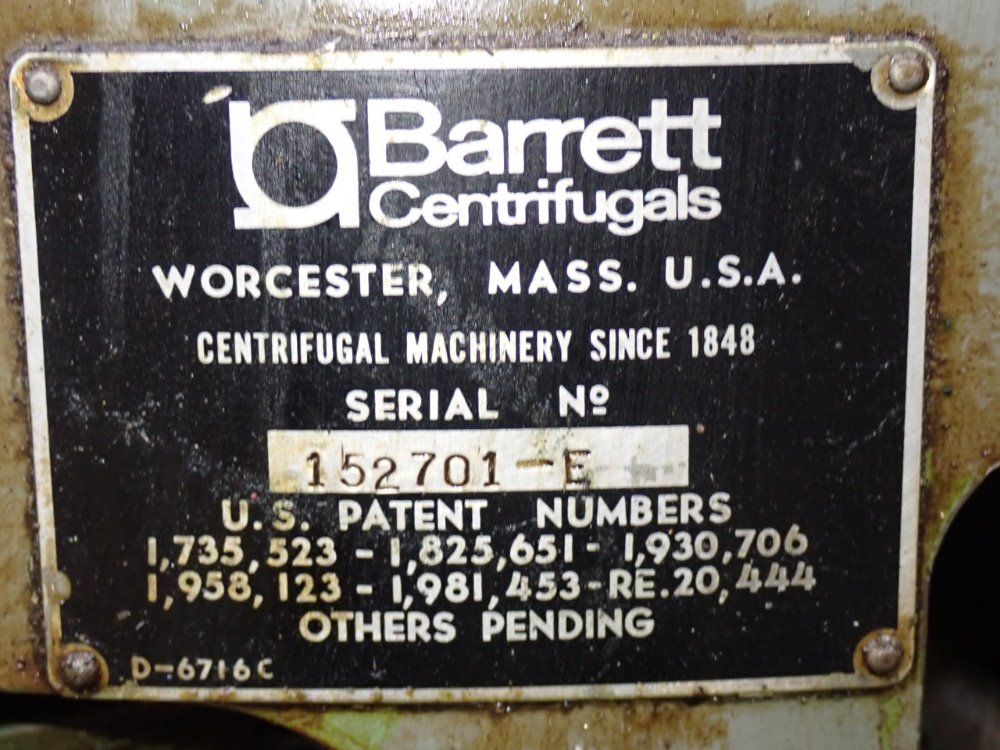 Barrett
Centrifugals
WORCESTER, MASS. U.S.A.
CENTRIFUGAL MACHINERY SINCE 1848
SERIAL Nº
152701-E
U.S. PATENT NUMBERS
1,735,523 - 1,825,651 - 1,930,706
1,958,123 - 1,981,453-RE.20,444
OTHERS PENDING
D-6716C